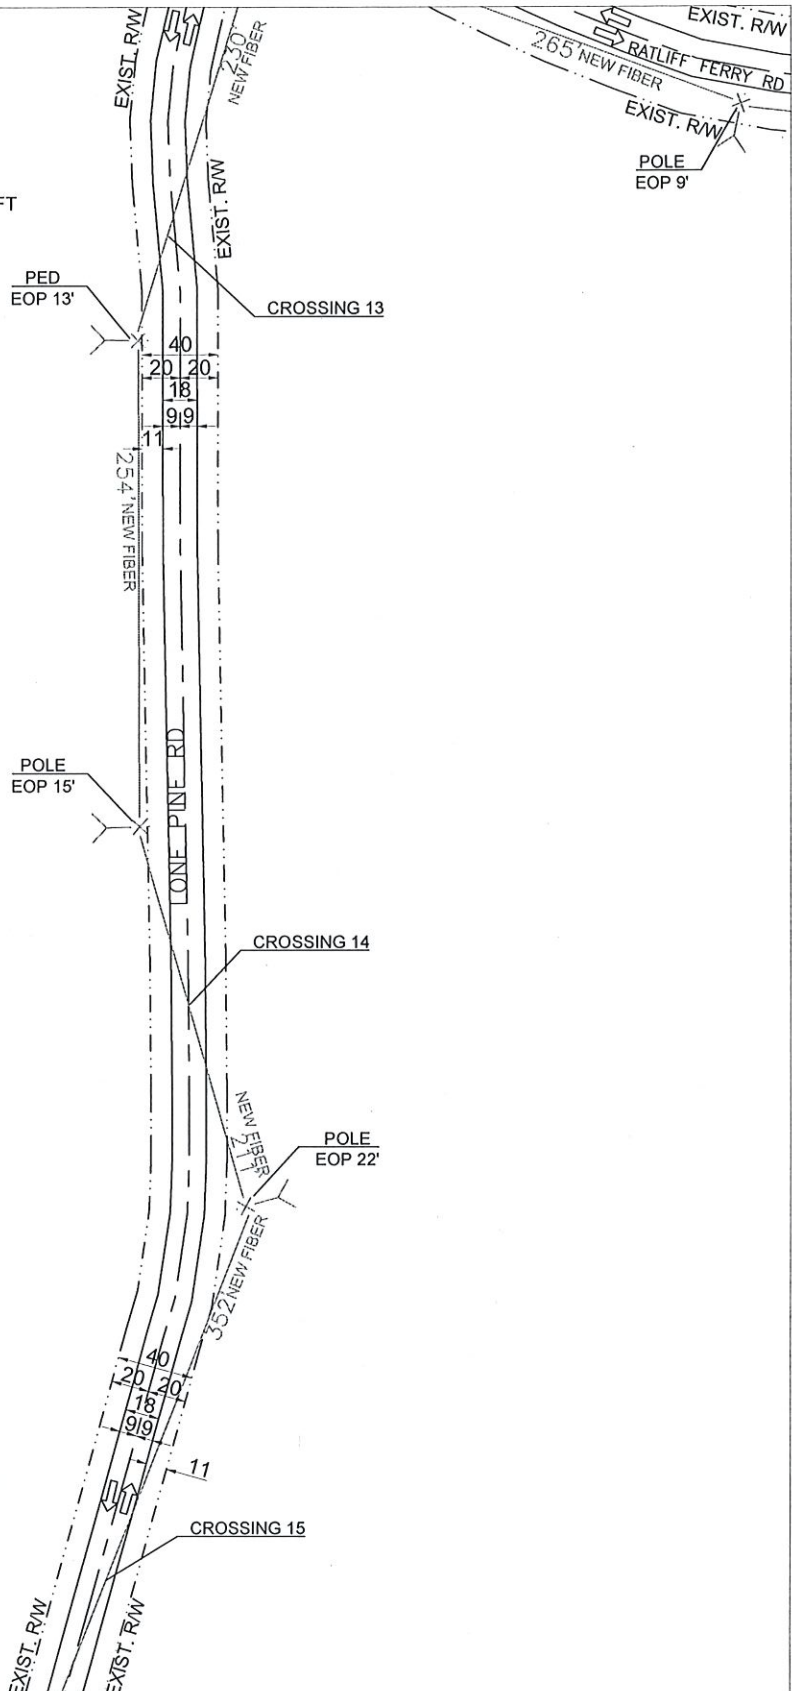 EXIST. R/W
230'
NEW FIBER
EXIST. R/W
RATLIFF FERRY RD
265' NEW FIBER
EXIST. R/W
POLE
EOP 9'
EXIST. R/W
FT
PED
EOP 13'
CROSSING 13
40
20 20
18
9 9
11
254' NEW FIBER
LONE PINE RD
POLE
EOP 15'
CROSSING 14
NEW FIBER
POLE
EOP 22'
352' NEW FIBER
40
20 20
18
9 9
11
CROSSING 15
EXIST. R/W
EXIST. R/W